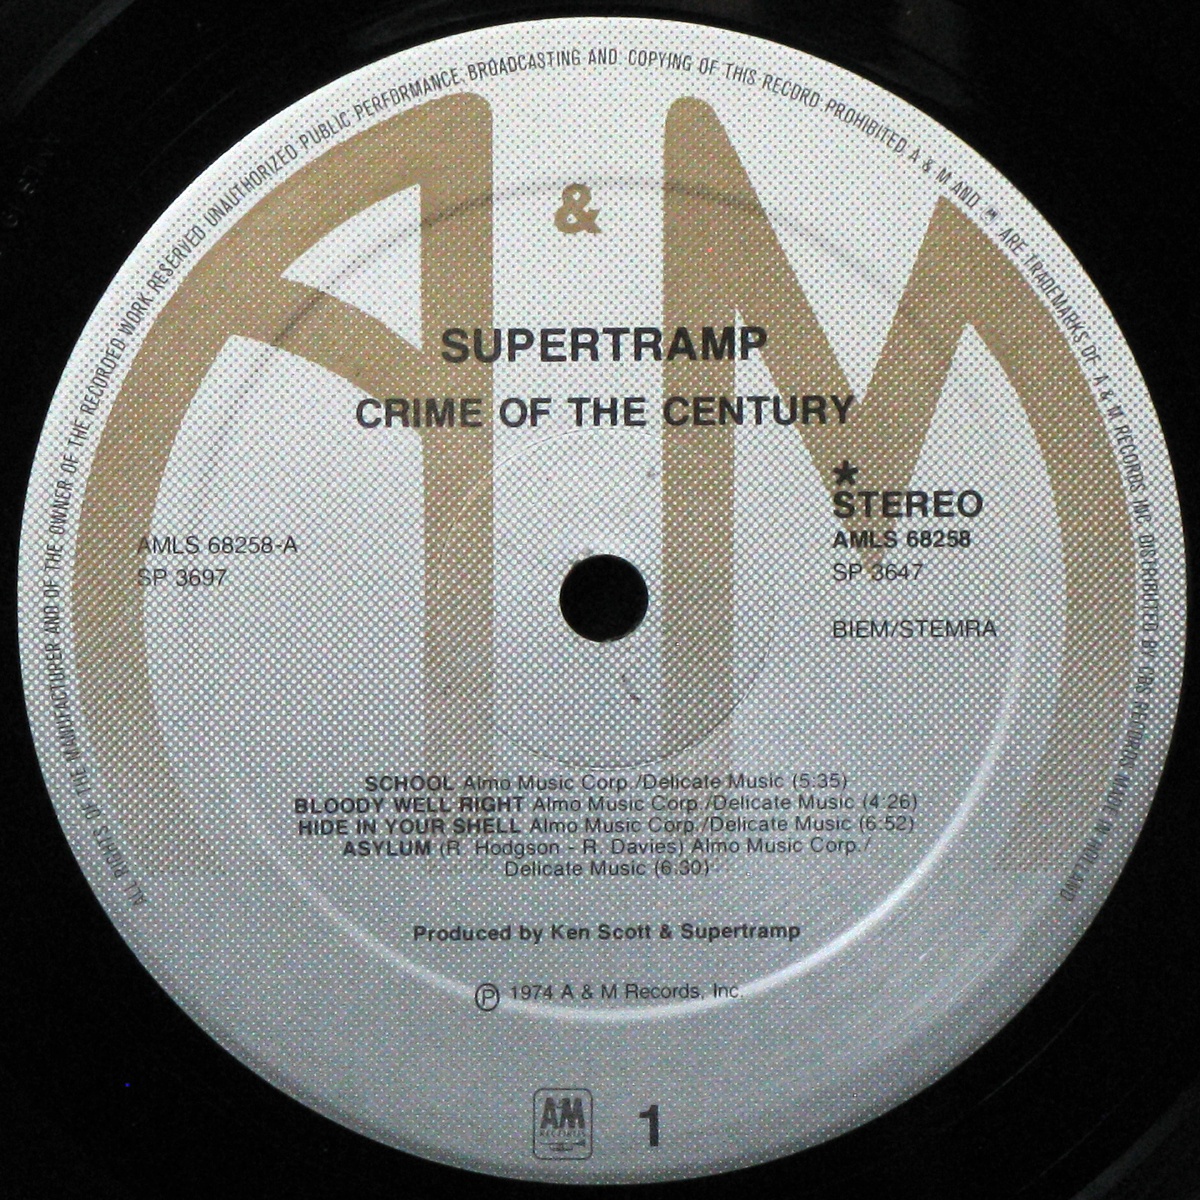 ALL RIGHTS OF THE MANUFACTURER AND OF THE OWNER OF THE RECORDED WORK RESERVED UNAUTHORIZED PUBLIC PERFORMANCE BROADCASTING AND COPYING OF THIS RECORD PROHIBITED A & M AND ARE TRADEMARKS OF A & M RECORDS INC. DISTRIBUTED BY CBS RECORDS MADE IN HOLLAND
A & M
SUPERTRAMP
CRIME OF THE CENTURY
*
STEREO
AMLS 68258-A
SP 3697
AMLS 68258
SP 3647
BIEM/STEMRA
SCHOOL Almo Music Corp./Delicate Music (5:35)
BLOODY WELL RIGHT Almo Music Corp./Delicate Music (4:26)
HIDE IN YOUR SHELL Almo Music Corp./Delicate Music (6:52)
ASYLUM (R. Hodgson - R. Davies) Almo Music Corp./
Delicate Music (6:30)
Produced by Ken Scott & Supertramp
Ⓟ 1974 A & M Records, Inc.
AM
RECORDS
1